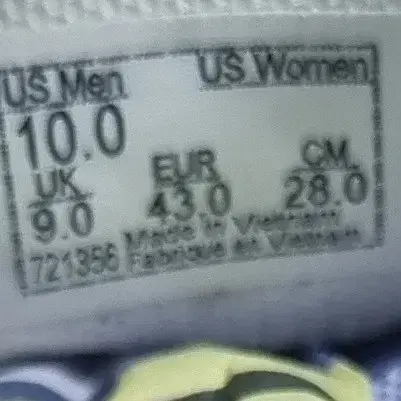 US Men US Women
10.0
UK EUR CM
9.0 43.0 28.0
Made in Vietnam
721356 Fabriqué en Vietnam